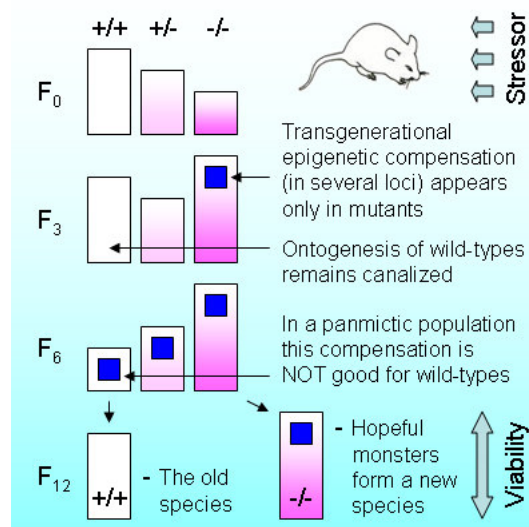 +/+ +/- -/-
Stressor
F0
Transgenerational
epigenetic compensation
(in several loci) appears
only in mutants
F3
Ontogenesis of wild-types
remains canalized
F6
In a panmictic population
this compensation is
NOT good for wild-types
F12
+/+
- The old
species
-/-
- Hopeful
monsters
form a new
species
Viability